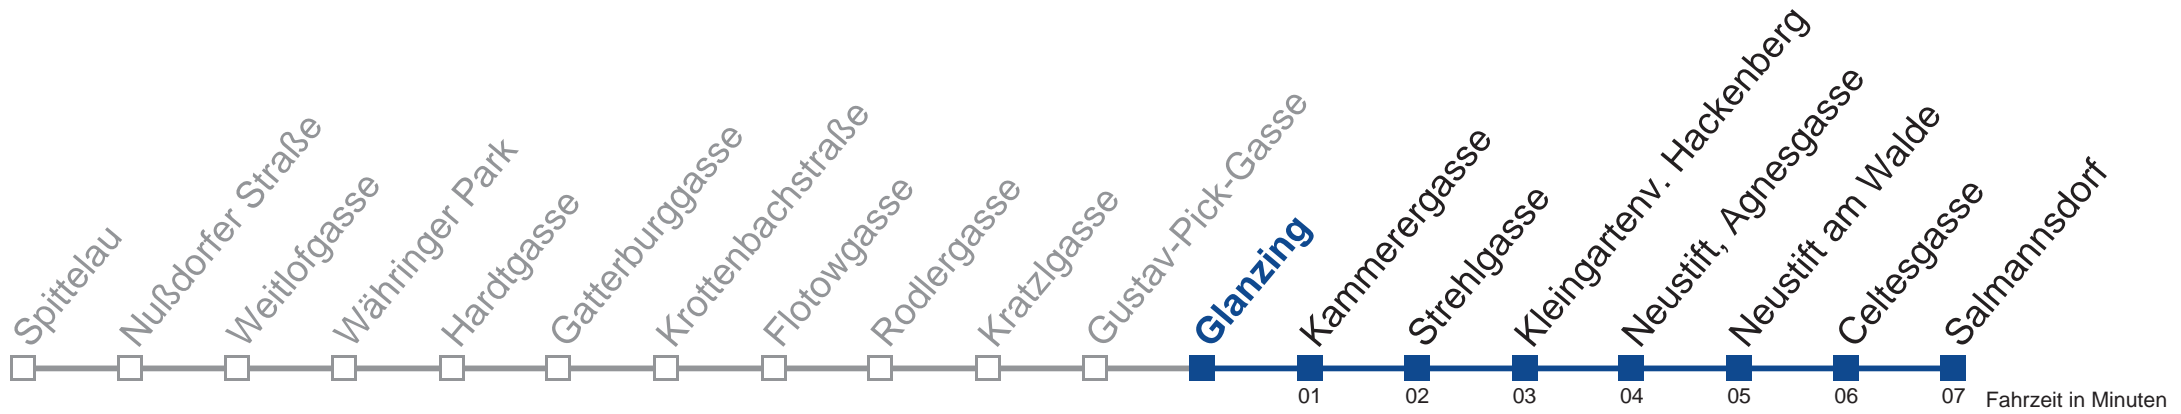 Spittelau
Nußdorfer Straße
Weitlofgasse
Währinger Park
Hardtgasse
Gatterburggasse
Krottenbachstraße
Flotowgasse
Rodlergasse
Kratzlgasse
Gustav-Pick-Gasse
Glanzing
Kammerergasse
Strehlgasse
Kleingartenv. Hackenberg
Neustift, Agnesgasse
Neustift am Walde
Celtesgasse
Salmannsdorf
01 02 03 04 05 06 07 Fahrzeit in Minuten